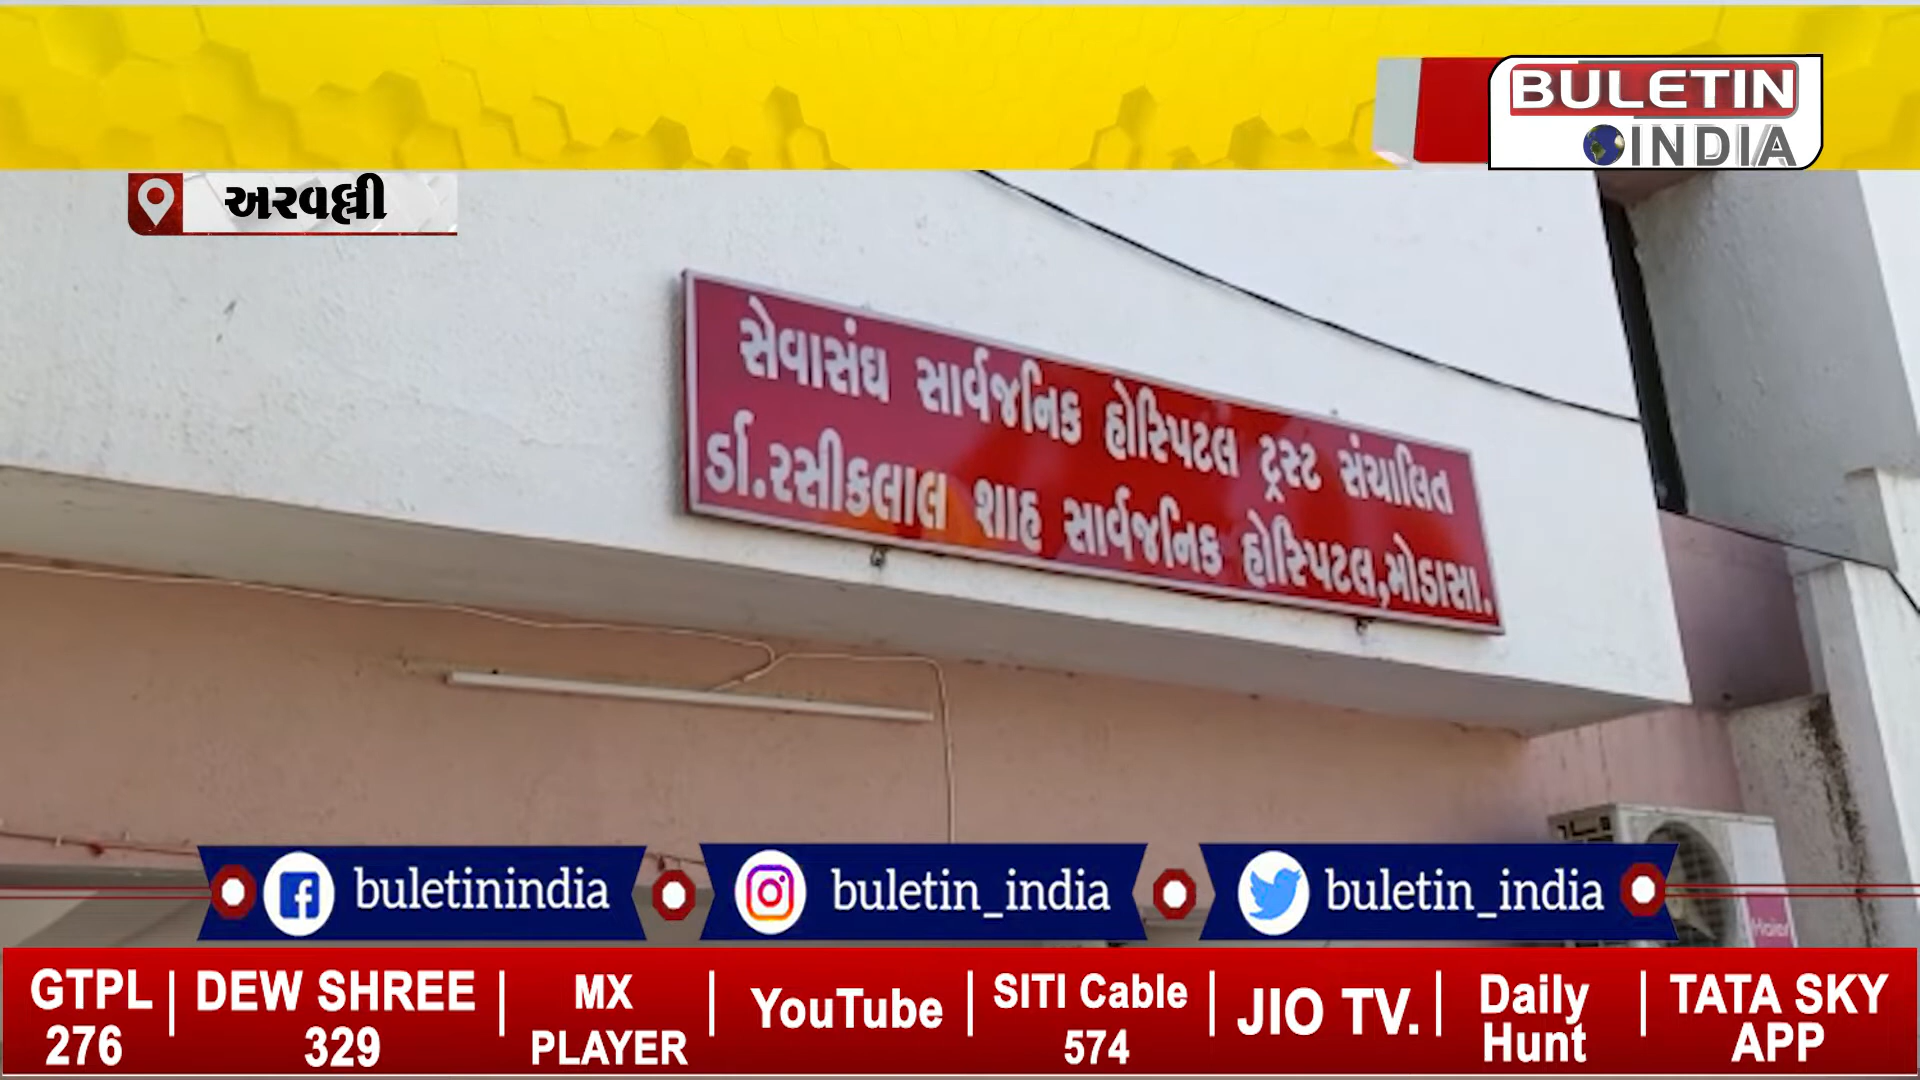 BULETIN
INDIA
અરવલ્લી
સેવાસંઘ સાર્વજનિક હોસ્પિટલ ટ્રસ્ટ સંચાલિત
ર્ડા.રસીકલાલ શાહ સાર્વજનિક હોસ્પિટલ,મોડાસા.
Haier
buletinindia
buletin_india
buletin_india
GTPL
276
DEW SHREE
329
MX
PLAYER
YouTube
SITI Cable
574
JIO TV.
Daily
Hunt
TATA SKY
APP